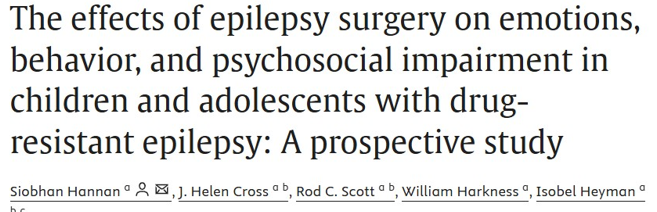 The effects of epilepsy surgery on emotions,
behavior, and psychosocial impairment in
children and adolescents with drug-
resistant epilepsy: A prospective study
Siobhan Hannan a, J. Helen Cross a b, Rod C. Scott a b, William Harkness a, Isobel Heyman a
b c